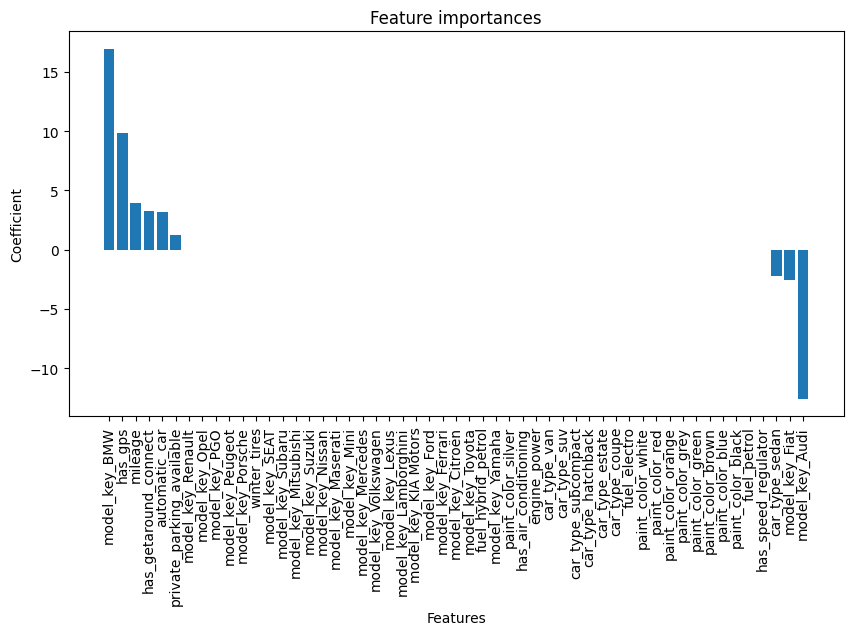 Feature importances
Coefficient
15
10
5
0
−5
−10
model_key_BMW
has_gps
mileage
has_getaround_connect
automatic_car
private_parking_available
model_key_Renault
model_key_Opel
model_key_PGO
model_key_Peugeot
model_key_Porsche
winter_tires
model_key_SEAT
model_key_Subaru
model_key_Mitsubishi
model_key_Suzuki
model_key_Nissan
model_key_Maserati
model_key_Mini
model_key_Mercedes
model_key_Volkswagen
model_key_Lexus
model_key_Lamborghini
model_key_KIA Motors
model_key_Ford
model_key_Ferrari
model_key_Citroën
model_key_Toyota
fuel_hybrid_petrol
model_key_Yamaha
paint_color_silver
has_air_conditioning
engine_power
car_type_van
car_type_suv
car_type_subcompact
car_type_hatchback
car_type_estate
car_type_coupe
fuel_electro
paint_color_white
paint_color_red
paint_color_orange
paint_color_grey
paint_color_green
paint_color_brown
paint_color_blue
paint_color_black
fuel_petrol
has_speed_regulator
car_type_sedan
model_key_Fiat
model_key_Audi
Features